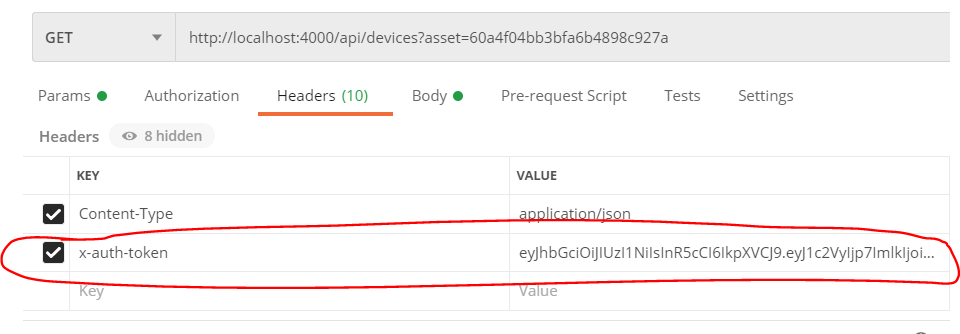 GET http://localhost:4000/api/devices?asset=60a4f04bb3bfa6b4898c927a
Params Authorization Headers (10) Body Pre-request Script Tests Settings
Headers 8 hidden
KEY VALUE
Content-Type application/json
x-auth-token eyJhbGciOiJIUzI1NiIsInR5cCI6IkpXVCJ9.eyJ1c2VyIjp7ImlkIjoi...
Key Value